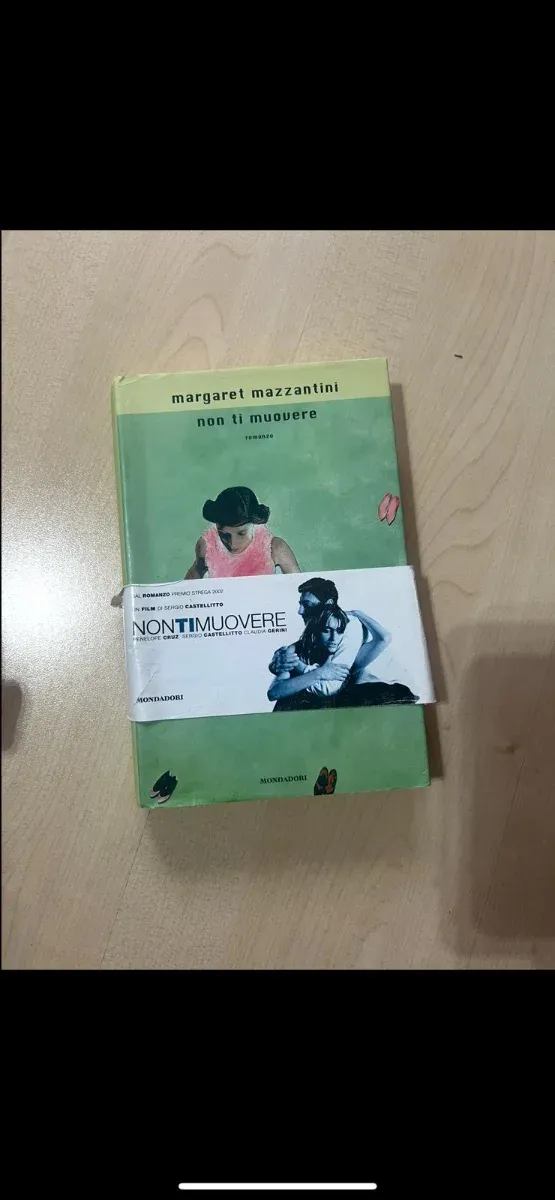 margaret mazzantini
non ti muovere
romanzo
DAL ROMANZO PREMIO STREGA 2002
UN FILM DI SERGIO CASTELLITTO
NONTIMUOVERE
PENELOPE CRUZ SERGIO CASTELLITTO CLAUDIA GERINI
MONDADORI
MONDADORI